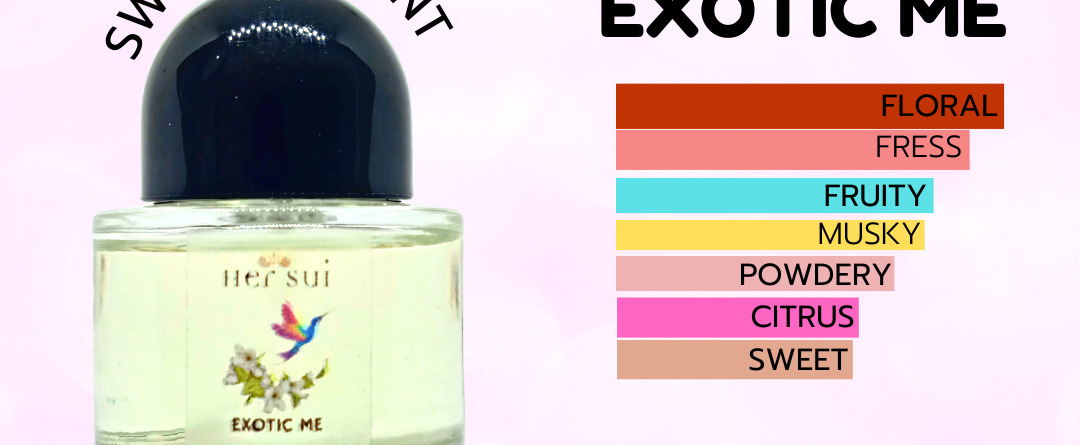 EXOTIC ME
FLORAL
FRESS
FRUITY
MUSKY
POWDERY
CITRUS
SWEET
Her Sui
EXOTIC ME